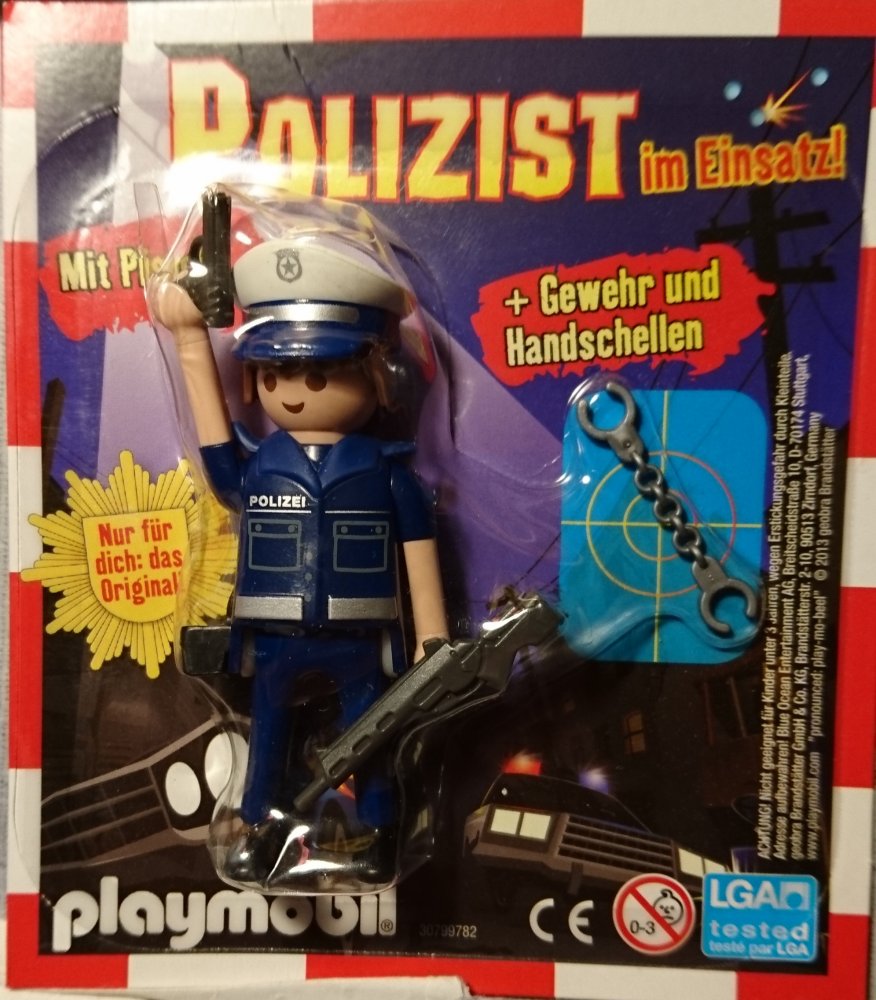 POLIZIST
im Einsatz!
Mit
+ Gewehr und
Handschellen
POLIZEI
Nur für
dich: das
Original!
ACHTUNG! Nicht geeignet für Kinder unter 3 Jahren, wegen Erstickungsgefahr durch Kleinteile.
Adresse aufbewahren! Blue Ocean Entertainment AG, Breitscheidstraße 10, D-70174 Stuttgart,
geobra Brandstätter GmbH & Co. KG, Brandstätterstr. 2-10, 90513 Zirndorf, Germany
www.playmobil.com "pronounced: play-mo-beel" © 2013 geobra Brandstätter
playmobil®
30799782
CE
0-3
LGA
tested
testé par LGA